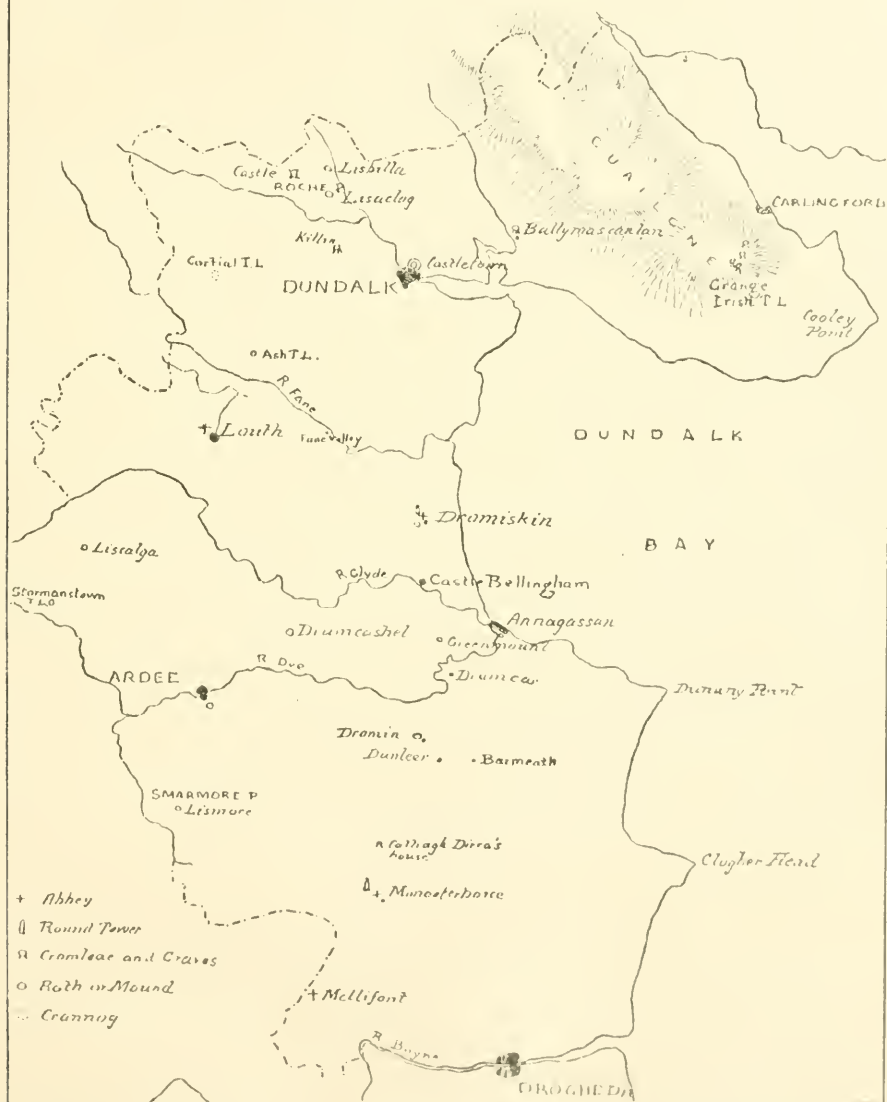 CUAILGNE
CARLINGFORD
Castle
Lisbilla
ROCHE P.
Lisaclog
Killin
Ballymascanlan
Castletown
Cortial T.L
DUNDALK
Grange
Irish T L
Cooley
Point
Ash T.L.
R Fane
Louth
Fane Valley
DUNDALK
BAY
Dromiskin
Liscalga
R. Clyde
Castle Bellingham
Stormanstown
T.L.
Annagassan
Drumcashel
Greenmount
R Dee
Drumcar
ARDEE
Dunany Point
Dromin
Dunleer
Barmeath
SMARMORE P
Lismore
Calliagh Dirra's
house
Clogher Head
Monasterboice
+ Abbey
Round Tower
Cromleac and Graves
Rath or Mound
Crannog
Mellifont
R Boyne
DROGHEDA